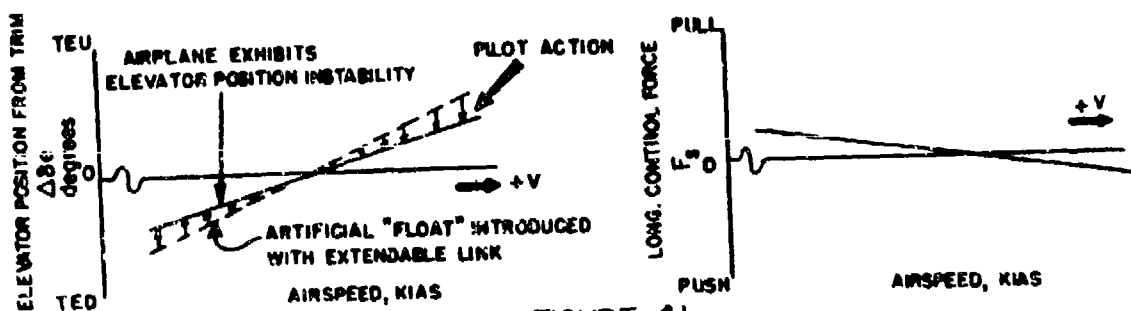 ELEVATOR POSITION FROM TRIM
Δδe
degrees
TEU
0
TED
AIRPLANE EXHIBITS
ELEVATOR POSITION INSTABILITY
PILOT ACTION
+V
ARTIFICIAL "FLOAT" INTRODUCED
WITH EXTENDABLE LINK
AIRSPEED, KIAS
LONG. CONTROL FORCE
PULL
0
PUSH
+V
AIRSPEED, KIAS
FIGURE